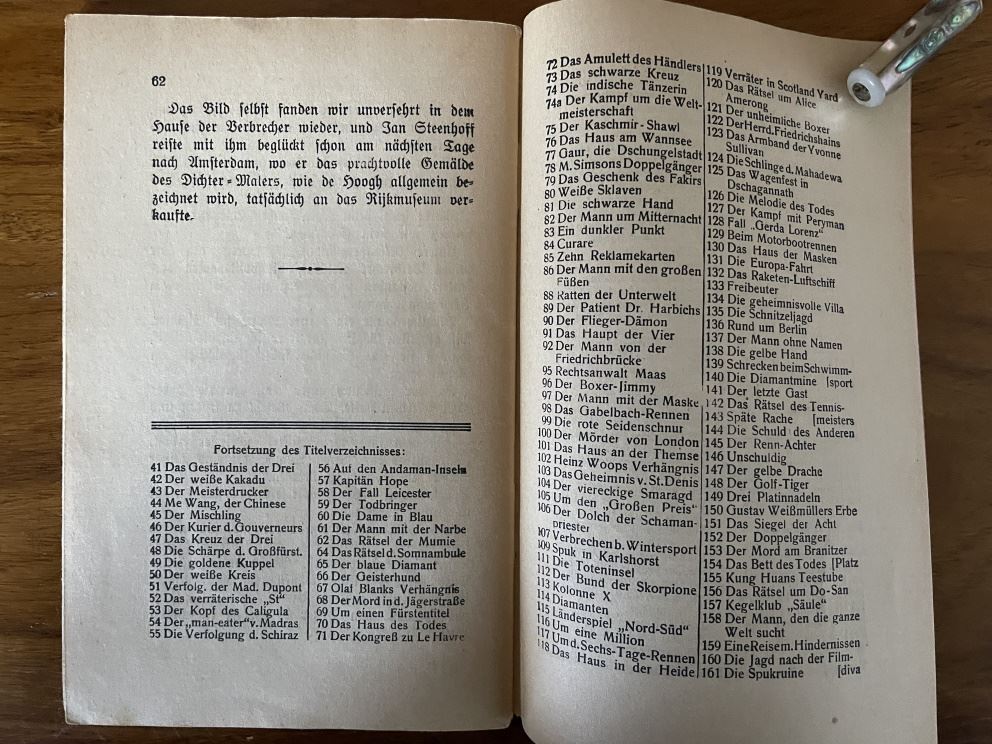 62
Das Bild selbst fanden wir unversehrt in dem
Hause der Verbrecher wieder, und Jan Steenhoff
reiste mit ihm beglückt schon am nächsten Tage
nach Amsterdam, wo er das prachtvolle Gemälde
des Dichter-Malers, wie de Hoogh allgemein be-
zeichnet wird, tatsächlich an das Rijkmuseum ver-
kaufte.
Fortsetzung des Titelverzeichnisses:
41 Das Geständnis der Drei
42 Der weiße Kakadu
43 Der Meisterdrucker
44 Me Wang, der Chinese
45 Der Mischling
46 Der Kurier d. Gouverneurs
47 Das Kreuz der Drei
48 Die Schärpe d. Großfürst.
49 Die goldene Kuppel
50 Der weiße Kreis
51 Verfolg. der Mad. Dupont
52 Das verräterische „St“
53 Der Kopf des Caligula
54 Der „man-eater“ v. Madras
55 Die Verfolgung d. Schiraz
56 Auf den Andaman-Inseln
57 Kapitän Hope
58 Der Fall Leicester
59 Der Todbringer
60 Die Dame in Blau
61 Der Mann mit der Narbe
62 Das Rätsel der Mumie
64 Das Rätsel d. Somnambule
65 Der blaue Diamant
66 Der Geisterhund
67 Olaf Blanks Verhängnis
68 Der Mord in d. Jägerstraße
69 Um einen Fürstentitel
70 Das Haus des Todes
71 Der Kongreß zu Le Havre
72 Das Amulett des Händlers
73 Das schwarze Kreuz
74 Die indische Tänzerin
74a Der Kampf um die Welt-
meisterschaft
75 Der Kaschmir-Shawl
76 Das Haus am Wannsee
77 Gaur, die Dschungelstadt
78 M. Simsons Doppelgänger
79 Das Geschenk des Fakirs
80 Weiße Sklaven
81 Die schwarze Hand
82 Der Mann um Mitternacht
83 Ein dunkler Punkt
84 Curare
85 Zehn Reklamekarten
86 Der Mann mit den großen
Füßen
88 Ratten der Unterwelt
89 Der Patient Dr. Harbichs
90 Der Flieger-Dämon
91 Das Haupt der Vier
92 Der Mann von der
Friedrichbrücke
95 Rechtsanwalt Maas
96 Der Boxer-Jimmy
97 Der Mann mit der Maske
98 Das Gabelbach-Rennen
99 Die rote Seidenschnur
100 Der Mörder von London
101 Das Haus an der Themse
102 Heinz Woops Verhängnis
103 Das Geheimnis v. St. Denis
104 Der viereckige Smaragd
105 Um den „Großen Preis“
106 Der Dolch der Schaman-
priester
107 Verbrechen b. Wintersport
109 Spuk in Karlshorst
111 Die Toteninsel
112 Der Bund der Skorpione
113 Kolonne X
114 Diamanten
115 Länderspiel „Nord-Süd“
116 Um eine Million
117 Um d. Sechs-Tage-Rennen
118 Das Haus in der Heide
119 Verräter in Scotland Yard
120 Das Rätsel um Alice
Amerong
121 Der unheimliche Boxer
122 Der Herr d. Friedrichshains
123 Das Armband der Yvonne
Sullivan
124 Die Schlinge d. Mahadewa
125 Das Wagenfest in
Dschagannath
126 Die Melodie des Todes
127 Der Kampf mit Peryman
128 Fall „Gerda Lorenz“
129 Beim Motorbootrennen
130 Das Haus der Masken
131 Die Europa-Fahrt
132 Das Raketen-Luftschiff
133 Freibeuter
134 Die geheimnisvolle Villa
135 Die Schnitzeljagd
136 Rund um Berlin
137 Der Mann ohne Namen
138 Die gelbe Hand
139 Schrecken beim Schwimm-
140 Die Diamantmine [sport
141 Der letzte Gast
142 Das Rätsel des Tennis-
143 Späte Rache [meisters
144 Die Schuld des Anderen
145 Der Renn-Achter
146 Unschuldig
147 Der gelbe Drache
148 Der Golf-Tiger
149 Drei Platinnadeln
150 Gustav Weißmüllers Erbe
151 Das Siegel der Acht
152 Der Doppelgänger
153 Der Mord am Branitzer
154 Das Bett des Todes [Platz
155 Kung Huans Teestube
156 Das Rätsel um Do-San
157 Kegelklub „Säule“
158 Der Mann, den die ganze
Welt sucht
159 Eine Reise m. Hindernissen
160 Die Jagd nach der Film-
161 Die Spukruine [diva